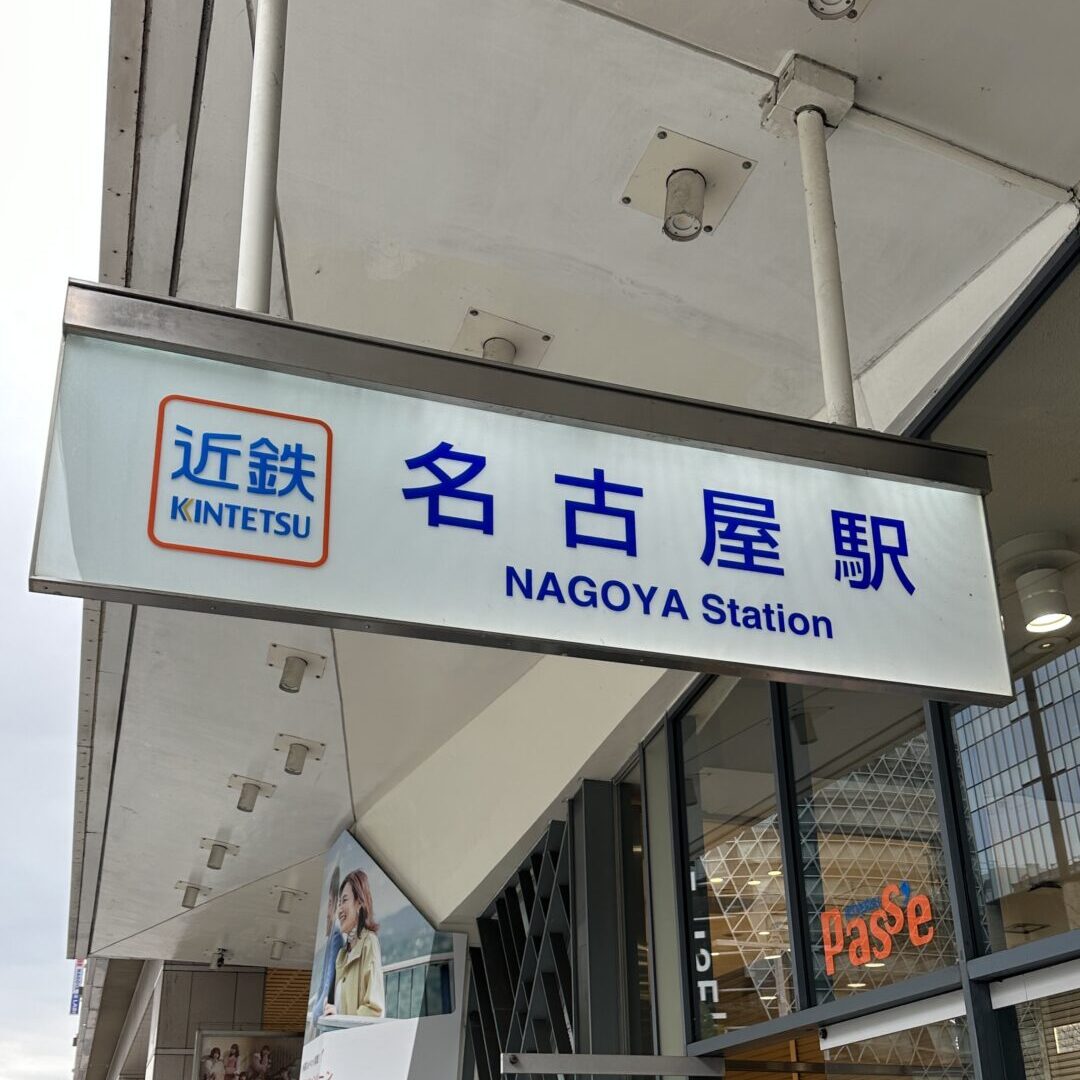 近鉄
KINTETSU
名古屋駅
NAGOYA Station
Passe